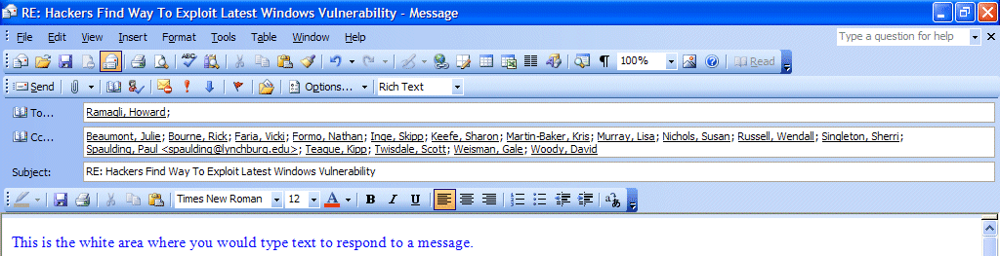 RE: Hackers Find Way To Exploit Latest Windows Vulnerability - Message
File Edit View Insert Format Tools Table Window Help Type a question for help
100% Read
Send Options... Rich Text
To... Ramagli, Howard;
Cc... Beaumont, Julie; Bourne, Rick; Faria, Vicki; Formo, Nathan; Inge, Skipp; Keefe, Sharon; Martin-Baker, Kris; Murray, Lisa; Nichols, Susan; Russell, Wendall; Singleton, Sherri;
Spaulding, Paul <spaulding@lynchburg.edu>; Teague, Kipp; Twisdale, Scott; Weisman, Gale; Woody, David
Subject: RE: Hackers Find Way To Exploit Latest Windows Vulnerability
Times New Roman 12 A B I U
This is the white area where you would type text to respond to a message.